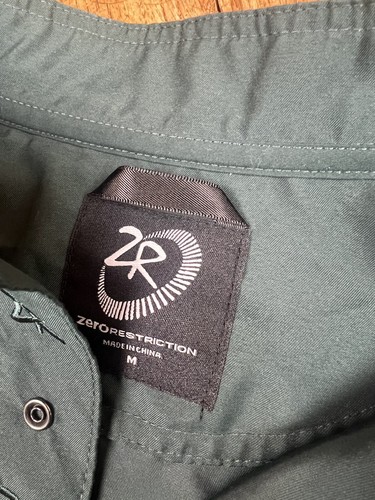 ZR
zerORESTRICTION
MADE IN CHINA
M